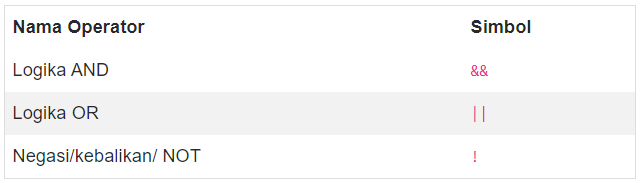 Nama Operator Simbol
Logika AND &&
Logika OR ||
Negasi/kebalikan/ NOT !